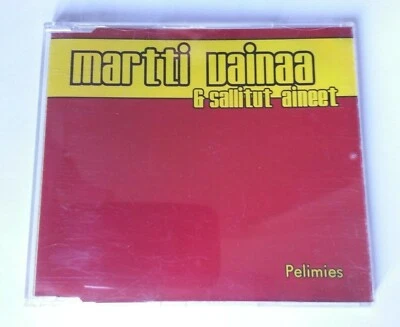 martti vainaa
& sallitut aineet
Pelimies